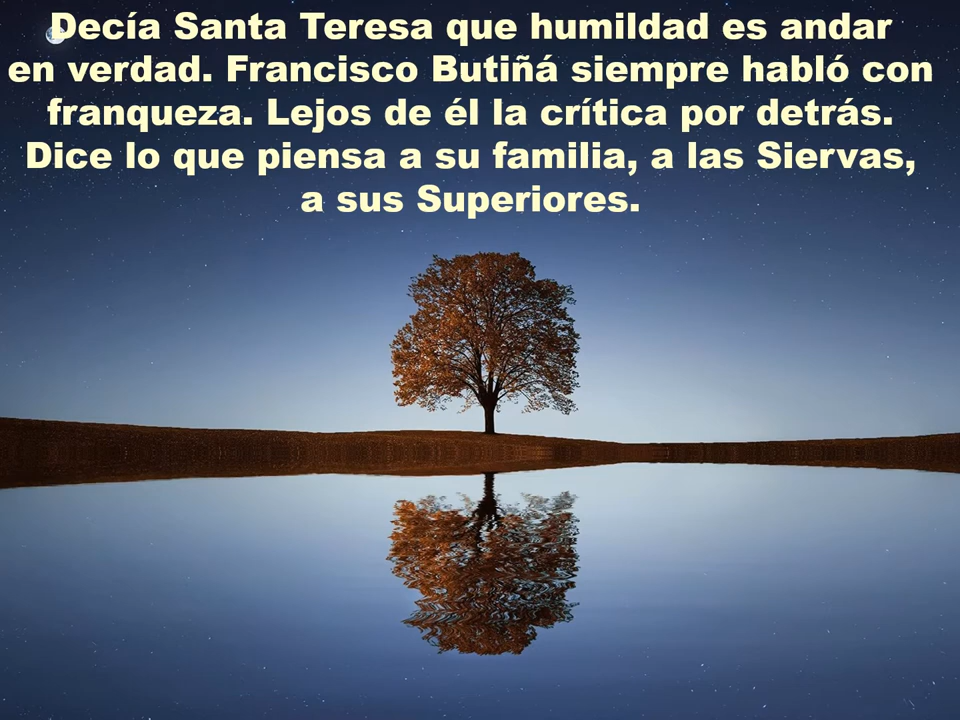 Decía Santa Teresa que humildad es andar
en verdad. Francisco Butiñá siempre habló con
franqueza. Lejos de él la crítica por detrás.
Dice lo que piensa a su familia, a las Siervas,
a sus Superiores.